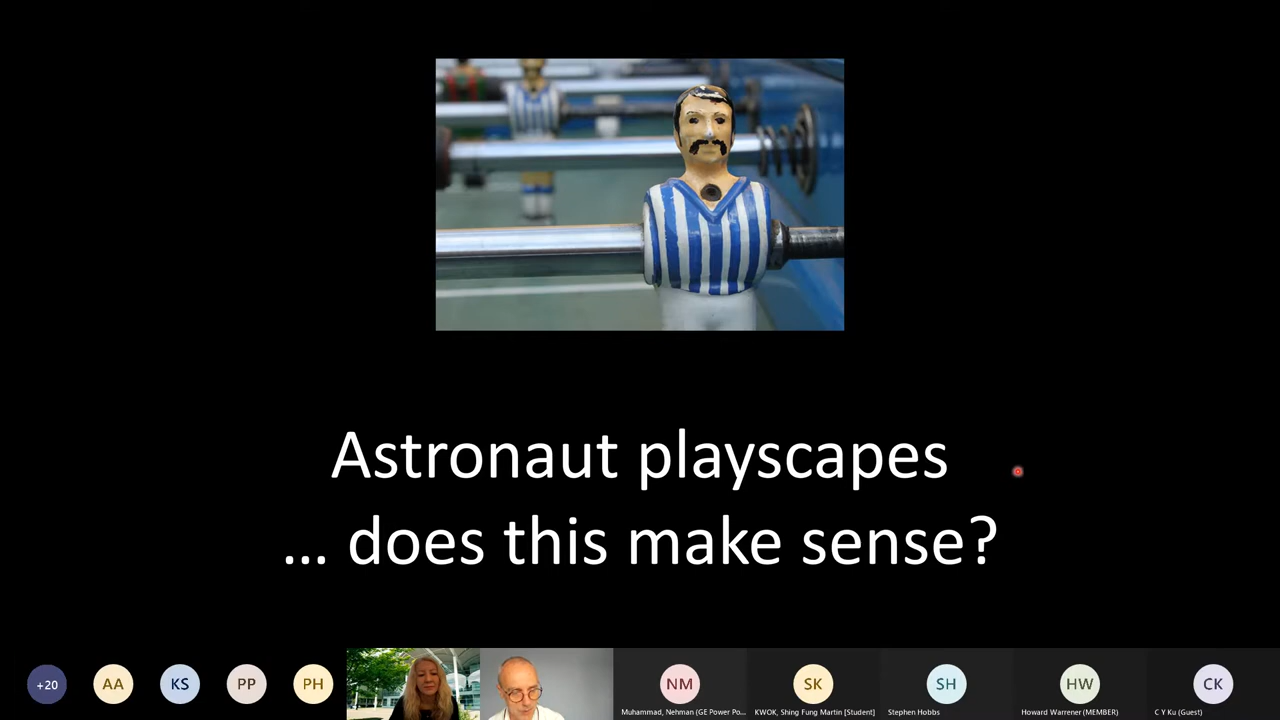 Astronaut playscapes
... does this make sense?
+20
AA
KS
PP
PH
NM
SK
SH
HW
CK
Muhammad, Nehman (GE Power Po...
KWOK, Shing Fung Martin [Student]
Stephen Hobbs
Howard Warrener (MEMBER)
C Y Ku (Guest)